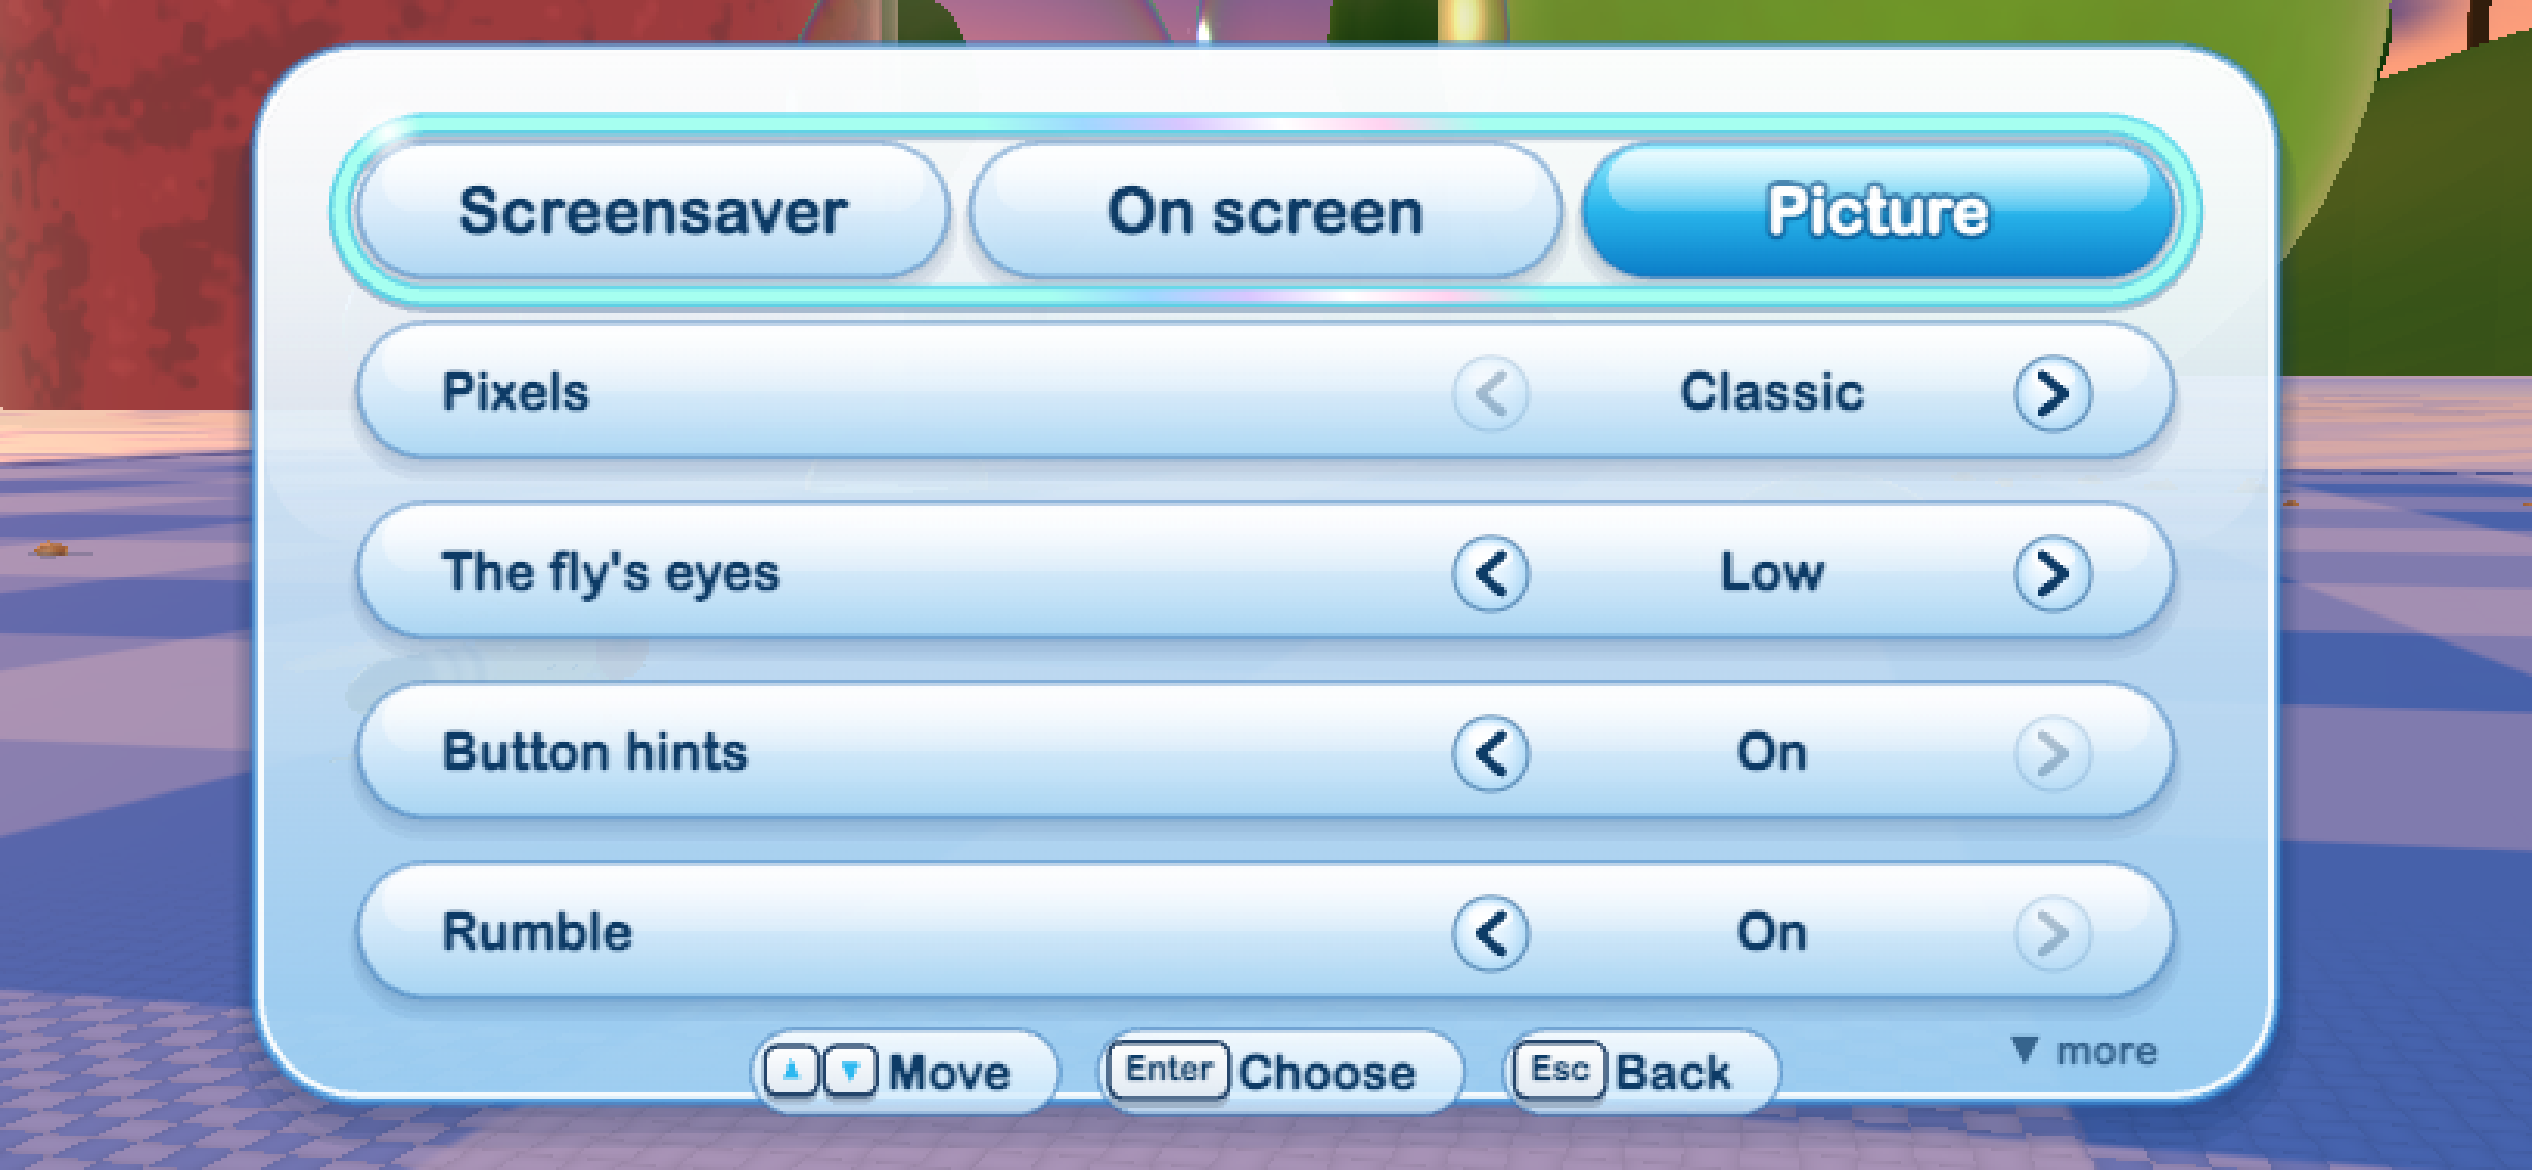 Screensaver On screen Picture
Pixels < Classic >
The fly's eyes < Low >
Button hints < On >
Rumble < On >
▲ ▼ Move Enter Choose Esc Back ▼ more